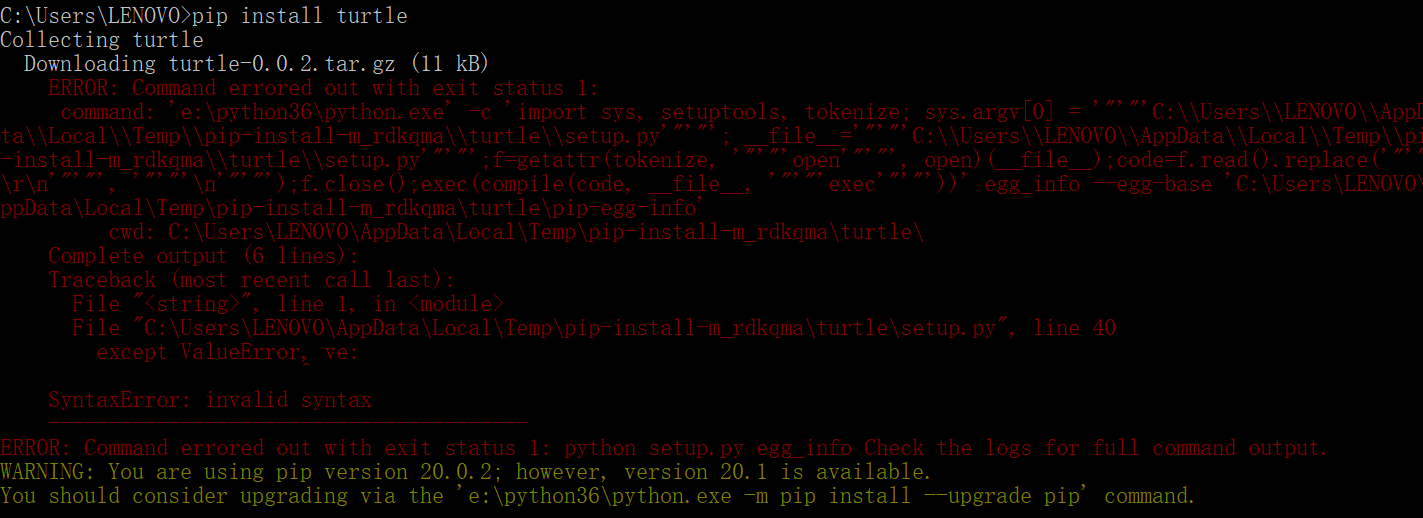 C:\Users\LENOVO>pip install turtle
Collecting turtle
  Downloading turtle-0.0.2.tar.gz (11 kB)
    ERROR: Command errored out with exit status 1:
     command: 'e:\python36\python.exe' -c 'import sys, setuptools, tokenize; sys.argv[0] = '"'"'C:\\Users\\LENOVO\\AppD
ta\\Local\\Temp\\pip-install-m_rdkqma\\turtle\\setup.py'"'"'; __file__='"'"'C:\\Users\\LENOVO\\AppData\\Local\\Temp\\pi
-install-m_rdkqma\\turtle\\setup.py'"'"';f=getattr(tokenize, '"'"'open'"'"', open)(__file__);code=f.read().replace('"'"
\r\n'"'"', '"'"'\n'"'"');f.close();exec(compile(code, __file__, '"'"'exec'"'"'))' egg_info --egg-base 'C:\Users\LENOVO\
ppData\Local\Temp\pip-install-m_rdkqma\turtle\pip-egg-info'
         cwd: C:\Users\LENOVO\AppData\Local\Temp\pip-install-m_rdkqma\turtle\
    Complete output (6 lines):
    Traceback (most recent call last):
      File "<string>", line 1, in <module>
      File "C:\Users\LENOVO\AppData\Local\Temp\pip-install-m_rdkqma\turtle\setup.py", line 40
        except ValueError, ve:
                         ^
    SyntaxError: invalid syntax
    ----------------------------------------
ERROR: Command errored out with exit status 1: python setup.py egg_info Check the logs for full command output.
WARNING: You are using pip version 20.0.2; however, version 20.1 is available.
You should consider upgrading via the 'e:\python36\python.exe -m pip install --upgrade pip' command.